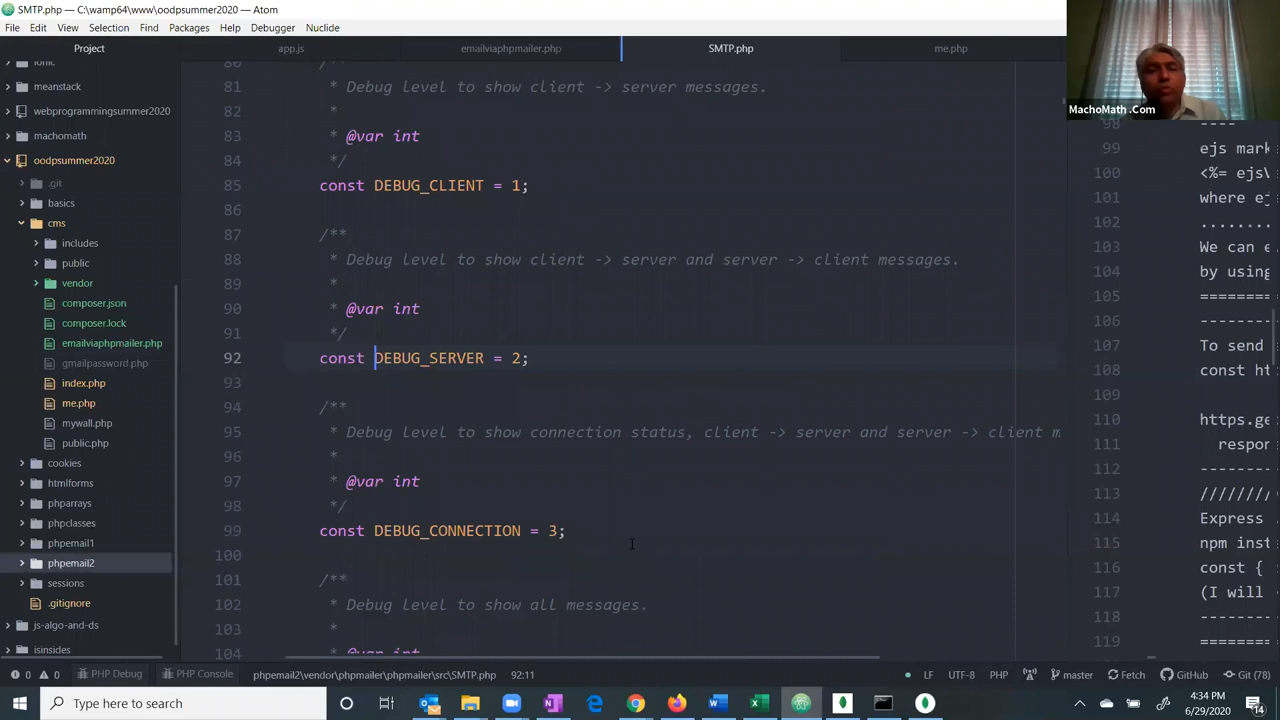 SMTP.php — C:\wamp64\www\oodpsummer2020 — Atom
File Edit View Selection Find Packages Help Debugger Nuclide
Project
app.js
emailviaphpmailer.php
SMTP.php
me.php
MachoMath .Com
ionic
meanstack
webprogrammingsummer2020
machomath
oodpsummer2020
.git
basics
cms
includes
public
vendor
composer.json
composer.lock
emailviaphpmailer.php
gmailpassword.php
index.php
me.php
mywall.php
public.php
cookies
htmlforms
phparrays
phpclasses
phpemail1
phpemail2
sessions
.gitignore
js-algo-and-ds
isinsides
80 /**
81 * Debug level to show client -> server messages.
82 *
83 * @var int
84 */
85 const DEBUG_CLIENT = 1;
86
87 /**
88 * Debug level to show client -> server and server -> client messages.
89 *
90 * @var int
91 */
92 const DEBUG_SERVER = 2;
93
94 /**
95 * Debug level to show connection status, client -> server and server -> client m
96 *
97 * @var int
98 */
99 const DEBUG_CONNECTION = 3;
100
101 /**
102 * Debug level to show all messages.
103 *
104 * @var int
98 ----
99 ejs mark
100 <%= ejsV
101 where ej
102 ........
103 We can e
104 by using
105 ========
106 --------
107 To send
108 const ht
109
110 https.ge
111 respon
112 --------
113 ////////
114 Express
115 npm inst
116 const {
117 (I will
118 --------
119 ========
0 0 PHP Debug PHP Console phpemail2\vendor\phpmailer\phpmailer\src\SMTP.php 92:11 LF UTF-8 PHP master Fetch GitHub Git (78)
Type here to search
4:34 PM
6/29/2020
14